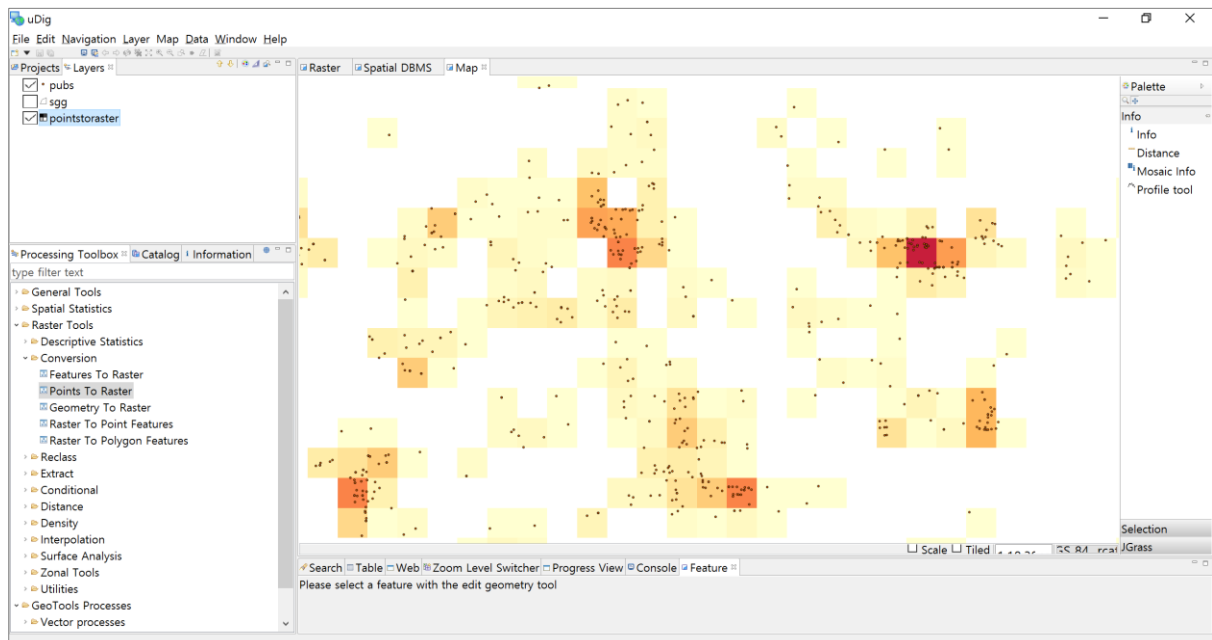 uDig
File Edit Navigation Layer Map Data Window Help
Projects Layers
pubs
sgg
pointstoraster
Raster Spatial DBMS Map
Palette
Info
Info
Distance
Mosaic Info
Profile tool
Processing Toolbox Catalog Information
type filter text
General Tools
Spatial Statistics
Raster Tools
Descriptive Statistics
Conversion
Features To Raster
Points To Raster
Geometry To Raster
Raster To Point Features
Raster To Polygon Features
Reclass
Extract
Conditional
Distance
Density
Interpolation
Surface Analysis
Zonal Tools
Utilities
GeoTools Processes
Vector processes
Scale Tiled
Selection
JGrass
Search Table Web Zoom Level Switcher Progress View Console Feature
Please select a feature with the edit geometry tool